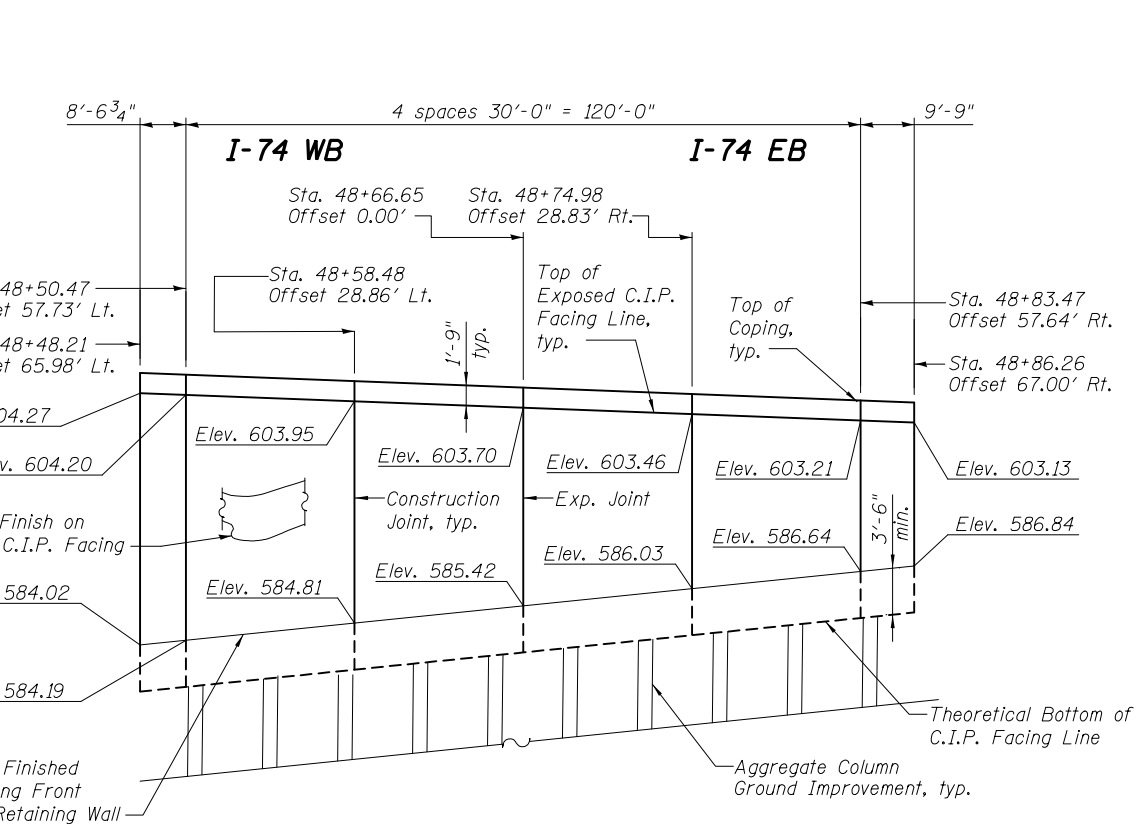 8'-6¾"
4 spaces 30'-0" = 120'-0"
9'-9"
I-74 WB
I-74 EB
Sta. 48+66.65
Offset 0.00'
Sta. 48+74.98
Offset 28.83' Rt.
Sta. 48+58.48
Offset 28.86' Lt.
48+50.47
57.73' Lt.
48+48.21
65.98' Lt.
1'-9"
typ.
Top of
Exposed C.I.P.
Facing Line,
typ.
Top of
Coping,
typ.
Sta. 48+83.47
Offset 57.64' Rt.
Sta. 48+86.26
Offset 67.00' Rt.
04.27
604.20
Elev. 603.95
Elev. 603.70
Elev. 603.46
Elev. 603.21
Elev. 603.13
Finish on
C.I.P. Facing
Construction
Joint, typ.
Exp. Joint
3'-6"
min.
Elev. 586.84
Elev. 586.64
Elev. 586.03
Elev. 585.42
Elev. 584.81
584.02
584.19
Finished
ng Front
Retaining Wall
Theoretical Bottom of
C.I.P. Facing Line
Aggregate Column
Ground Improvement, typ.